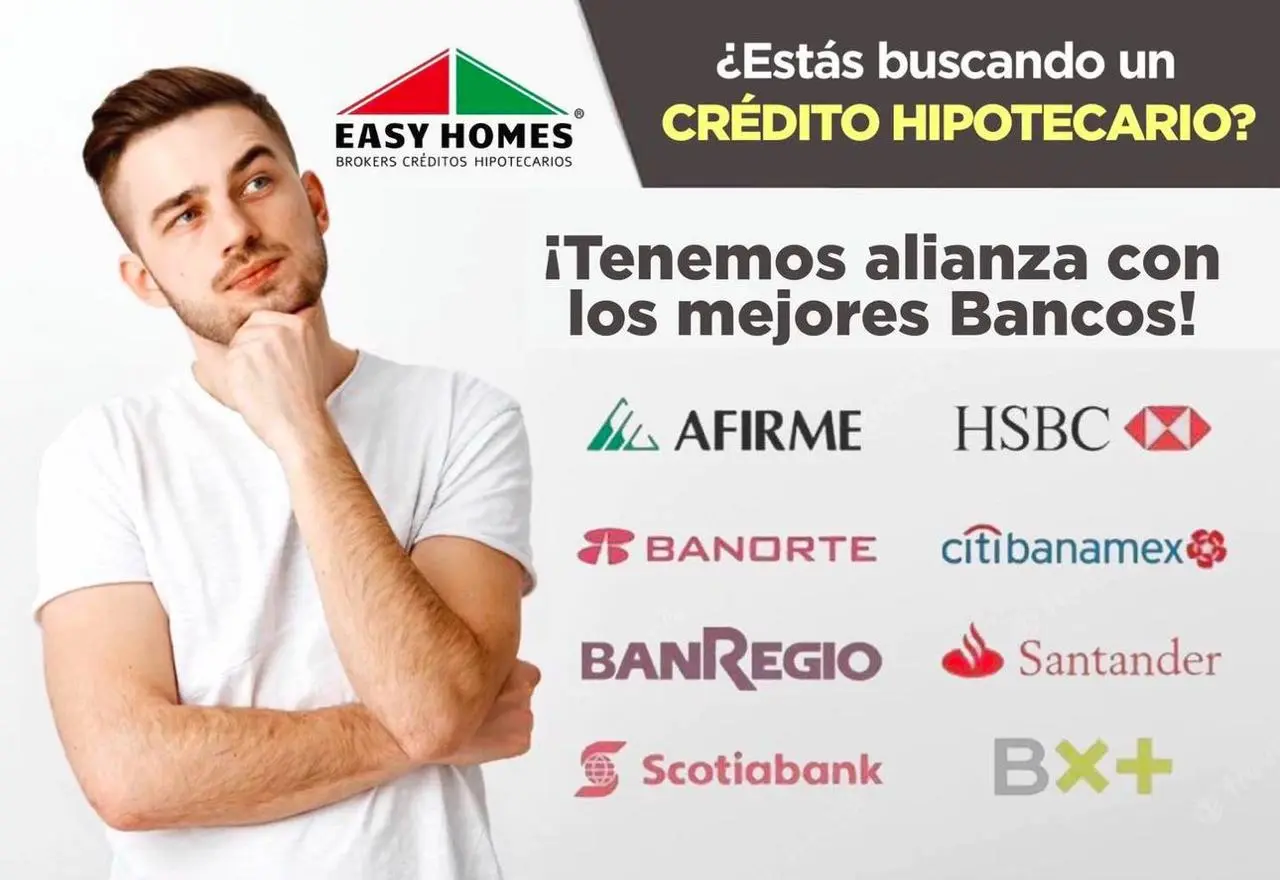 EASY HOMES®
BROKERS CRÉDITOS HIPOTECARIOS
¿Estás buscando un
CRÉDITO HIPOTECARIO?
¡Tenemos alianza con
los mejores Bancos!
AFIRME
HSBC
BANORTE
citibanamex
BANREGIO
Santander
Scotiabank
BX+